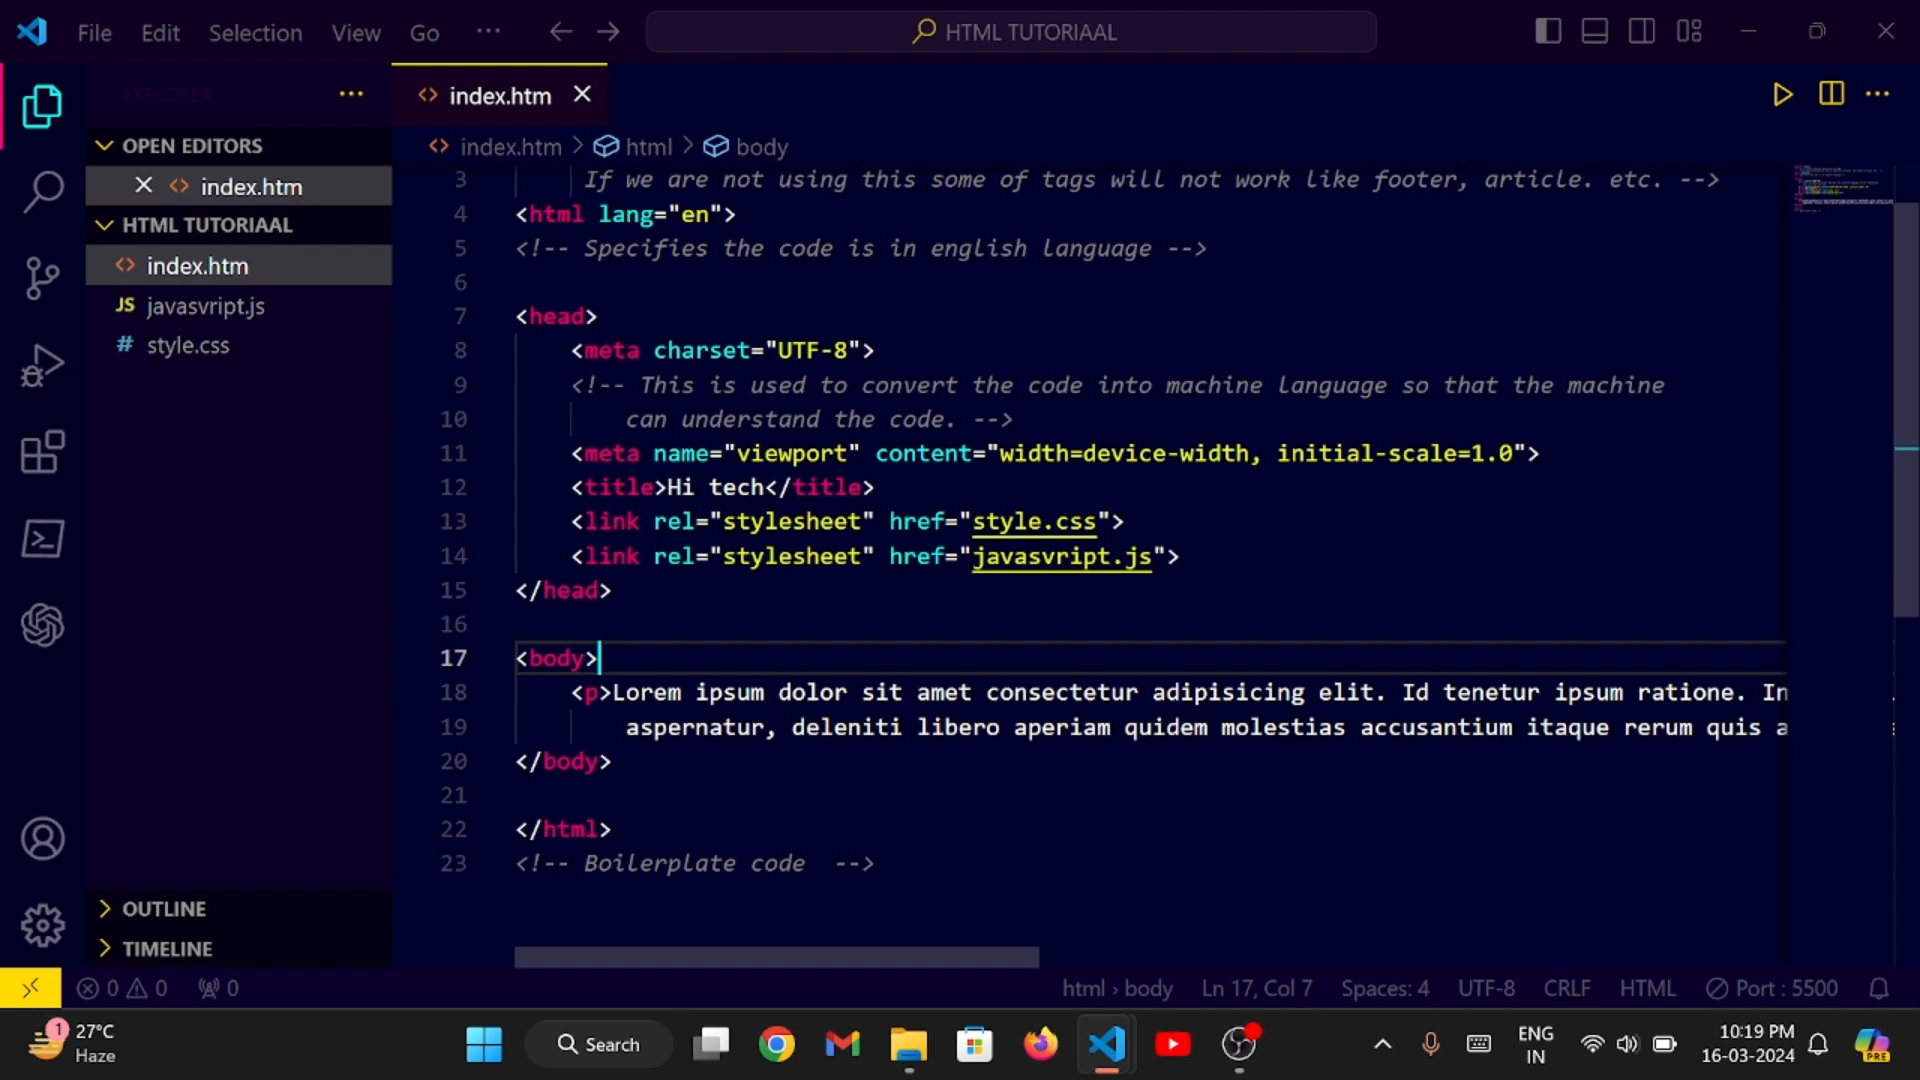 File Edit Selection View Go ··· HTML TUTORIAAL
EXPLORER ···
index.htm
OPEN EDITORS
index.htm
HTML TUTORIAAL
index.htm
JS javasvript.js
# style.css
OUTLINE
TIMELINE
index.htm > html > body
3 If we are not using this some of tags will not work like footer, article. etc. -->
4 <html lang="en">
5 <!-- Specifies the code is in english language -->
6
7 <head>
8 <meta charset="UTF-8">
9 <!-- This is used to convert the code into machine language so that the machine
10 can understand the code. -->
11 <meta name="viewport" content="width=device-width, initial-scale=1.0">
12 <title>Hi tech</title>
13 <link rel="stylesheet" href="style.css">
14 <link rel="stylesheet" href="javasvript.js">
15 </head>
16
17 <body>
18 <p>Lorem ipsum dolor sit amet consectetur adipisicing elit. Id tenetur ipsum ratione. In
19 aspernatur, deleniti libero aperiam quidem molestias accusantium itaque rerum quis a
20 </body>
21
22 </html>
23 <!-- Boilerplate code  -->
0 0 0 html › body Ln 17, Col 7 Spaces: 4 UTF-8 CRLF HTML Port : 5500
1 27°C
Haze
Search
ENG
IN
10:19 PM
16-03-2024
PRE